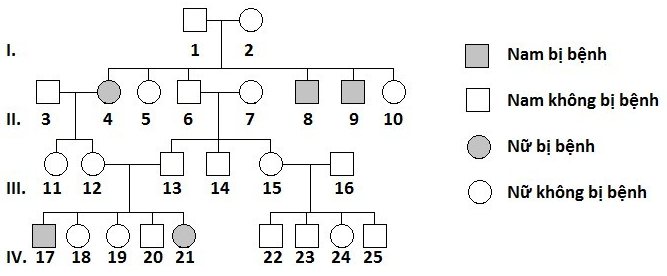 I. 1 2
Nam bị bệnh
Nam không bị bệnh
II. 3 4 5 6 7 8 9 10
Nữ bị bệnh
III. 11 12 13 14 15 16
Nữ không bị bệnh
IV. 17 18 19 20 21 22 23 24 25